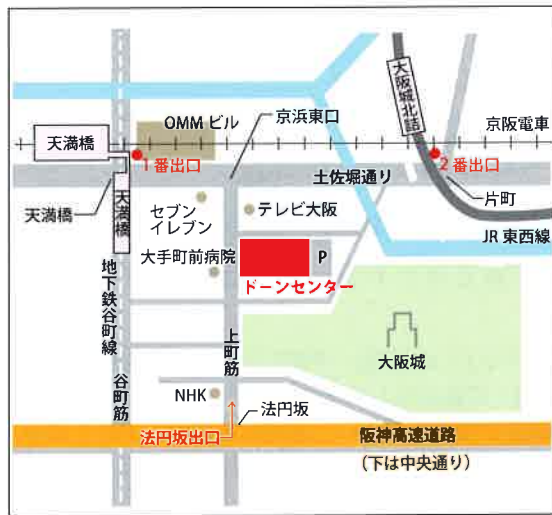 OMM ビル
京浜東口
大阪城北詰
京阪電車
天満橋
1 番出口
2 番出口
土佐堀通り
片町
天満橋
天満橋
セブン
イレブン
テレビ大阪
JR 東西線
大手町前病院
P
ドーンセンター
地下鉄谷町線
上町筋
大阪城
谷町筋
NHK
法円坂
法円坂出口
阪神高速道路
(下は中央通り)